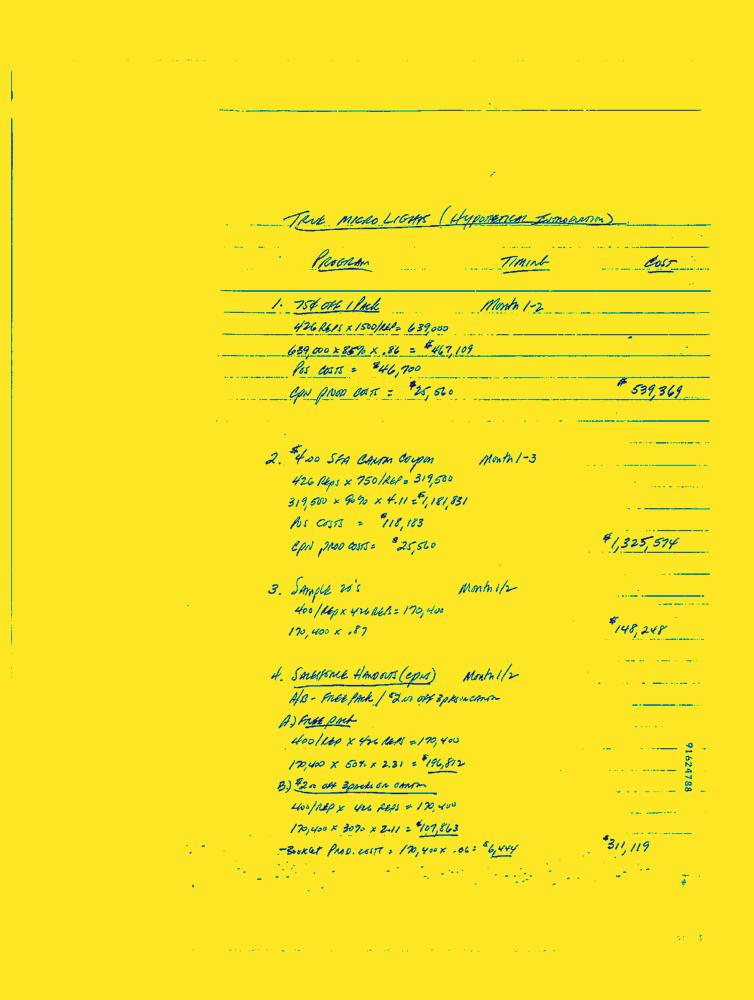 TRUE MICRO LIGHTS (HYPOTHETICAL INTRODUCTION)
PROGRAM TIMING COST
1. 75¢ OFF 1 PACK Month 1-2
426 REPS x 1500/REP = 639,000
639,000 x 85% x .86 = $467,109
POS COSTS = $46,700
CPN PROD COSTS = $25,560 $539,369
2. $4.00 SFA CARTON COUPON Month 1-3
426 Reps x 750/REP = 319,500
319,500 x 90% x 4.11 = $1,181,831
POS COSTS = $118,183
CPN PROD COSTS = $25,560 $1,325,574
3. SAMPLE 20's Month 1/2
400/Rep x 426 REPS = 170,400
170,400 x .87 $148,248
4. SALESFORCE HANDOUTS (CPNS) Month 1/2
A/B - FREE PACK / $2.00 OFF 3 PKS OR CARTON
A.) FREE PACK
400/REP x 426 REPS = 170,400
170,400 x 50% x 2.31 = $196,812
B.) $2.00 OFF 3 PACKS OR CARTON
400/REP x 426 REPS = 170,400
170,400 x 30% x 2.11 = $107,863
- BOOKLET PROD. COSTS = 170,400 x .06 = $6,444 $311,119
91624788